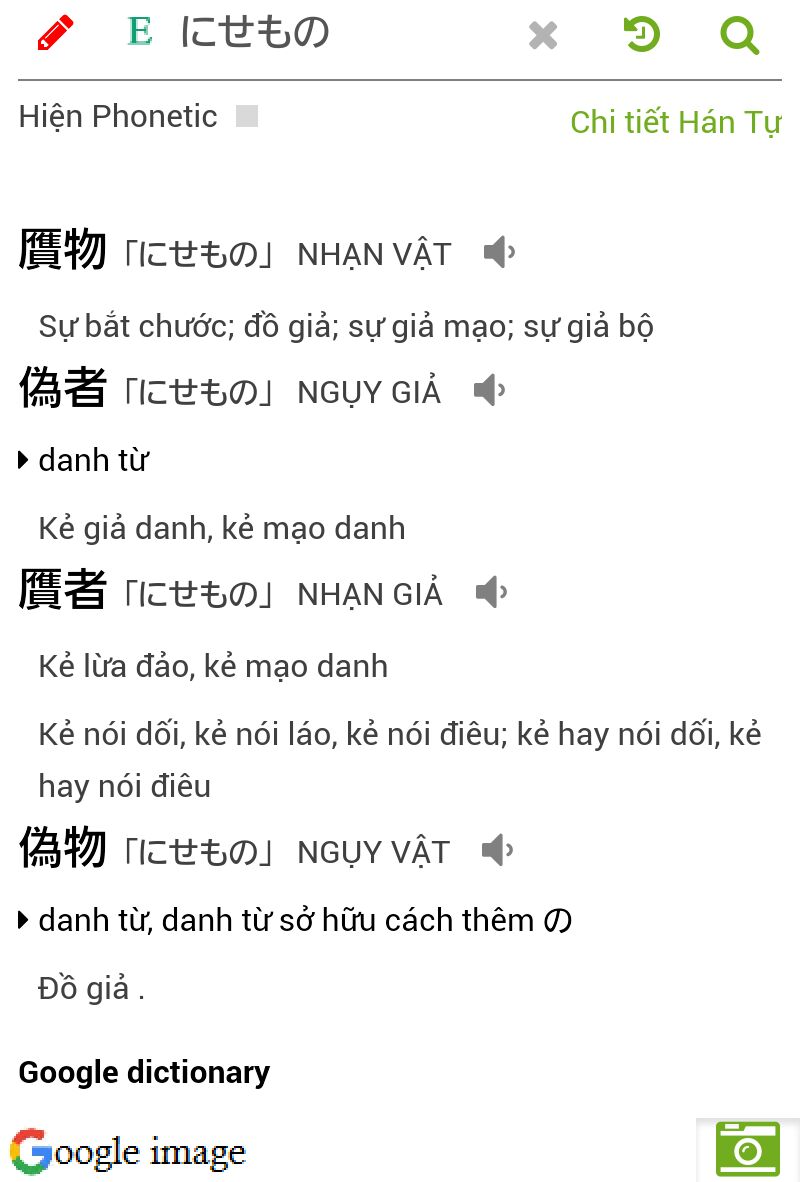 E にせもの
Hiện Phonetic
Chi tiết Hán Tự
贋物「にせもの」 NHẠN VẬT
Sự bắt chước; đồ giả; sự giả mạo; sự giả bộ
偽者「にせもの」 NGỤY GIẢ
danh từ
Kẻ giả danh, kẻ mạo danh
贋者「にせもの」 NHẠN GIẢ
Kẻ lừa đảo, kẻ mạo danh
Kẻ nói dối, kẻ nói láo, kẻ nói điêu; kẻ hay nói dối, kẻ
hay nói điêu
偽物「にせもの」 NGỤY VẬT
danh từ, danh từ sở hữu cách thêm の
Đồ giả .
Google dictionary
Google image